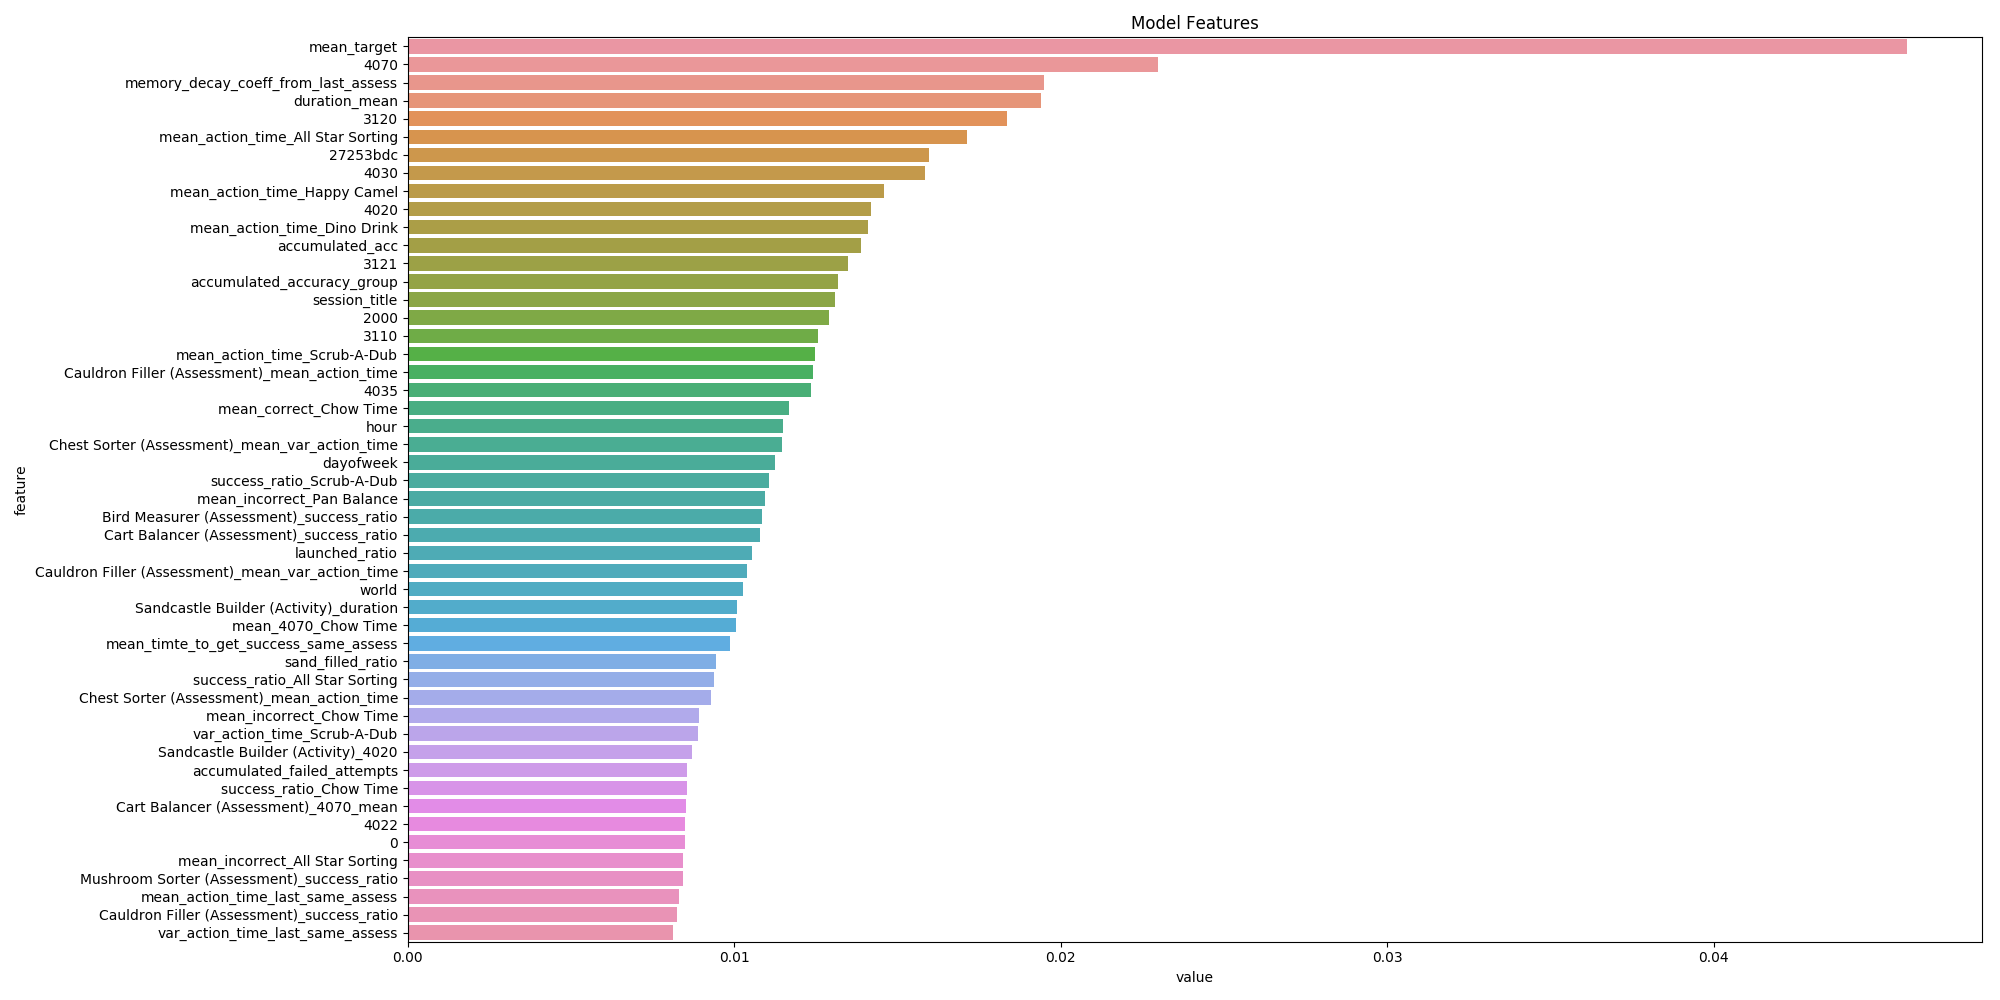 Model Features
mean_target
4070
memory_decay_coeff_from_last_assess
duration_mean
3120
mean_action_time_All Star Sorting
27253bdc
4030
mean_action_time_Happy Camel
4020
mean_action_time_Dino Drink
accumulated_acc
3121
accumulated_accuracy_group
session_title
2000
3110
mean_action_time_Scrub-A-Dub
Cauldron Filler (Assessment)_mean_action_time
4035
mean_correct_Chow Time
hour
Chest Sorter (Assessment)_mean_var_action_time
dayofweek
success_ratio_Scrub-A-Dub
mean_incorrect_Pan Balance
Bird Measurer (Assessment)_success_ratio
Cart Balancer (Assessment)_success_ratio
launched_ratio
Cauldron Filler (Assessment)_mean_var_action_time
world
Sandcastle Builder (Activity)_duration
mean_4070_Chow Time
mean_timte_to_get_success_same_assess
sand_filled_ratio
success_ratio_All Star Sorting
Chest Sorter (Assessment)_mean_action_time
mean_incorrect_Chow Time
var_action_time_Scrub-A-Dub
Sandcastle Builder (Activity)_4020
accumulated_failed_attempts
success_ratio_Chow Time
Cart Balancer (Assessment)_4070_mean
4022
0
mean_incorrect_All Star Sorting
Mushroom Sorter (Assessment)_success_ratio
mean_action_time_last_same_assess
Cauldron Filler (Assessment)_success_ratio
var_action_time_last_same_assess
feature
0.00 0.01 0.02 0.03 0.04
value